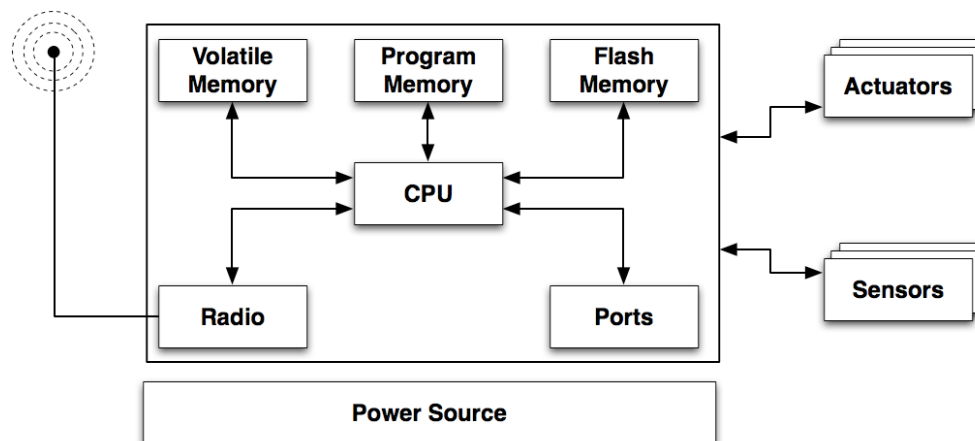 Volatile
Memory
Program
Memory
Flash
Memory
Actuators
CPU
Sensors
Radio
Ports
Power Source